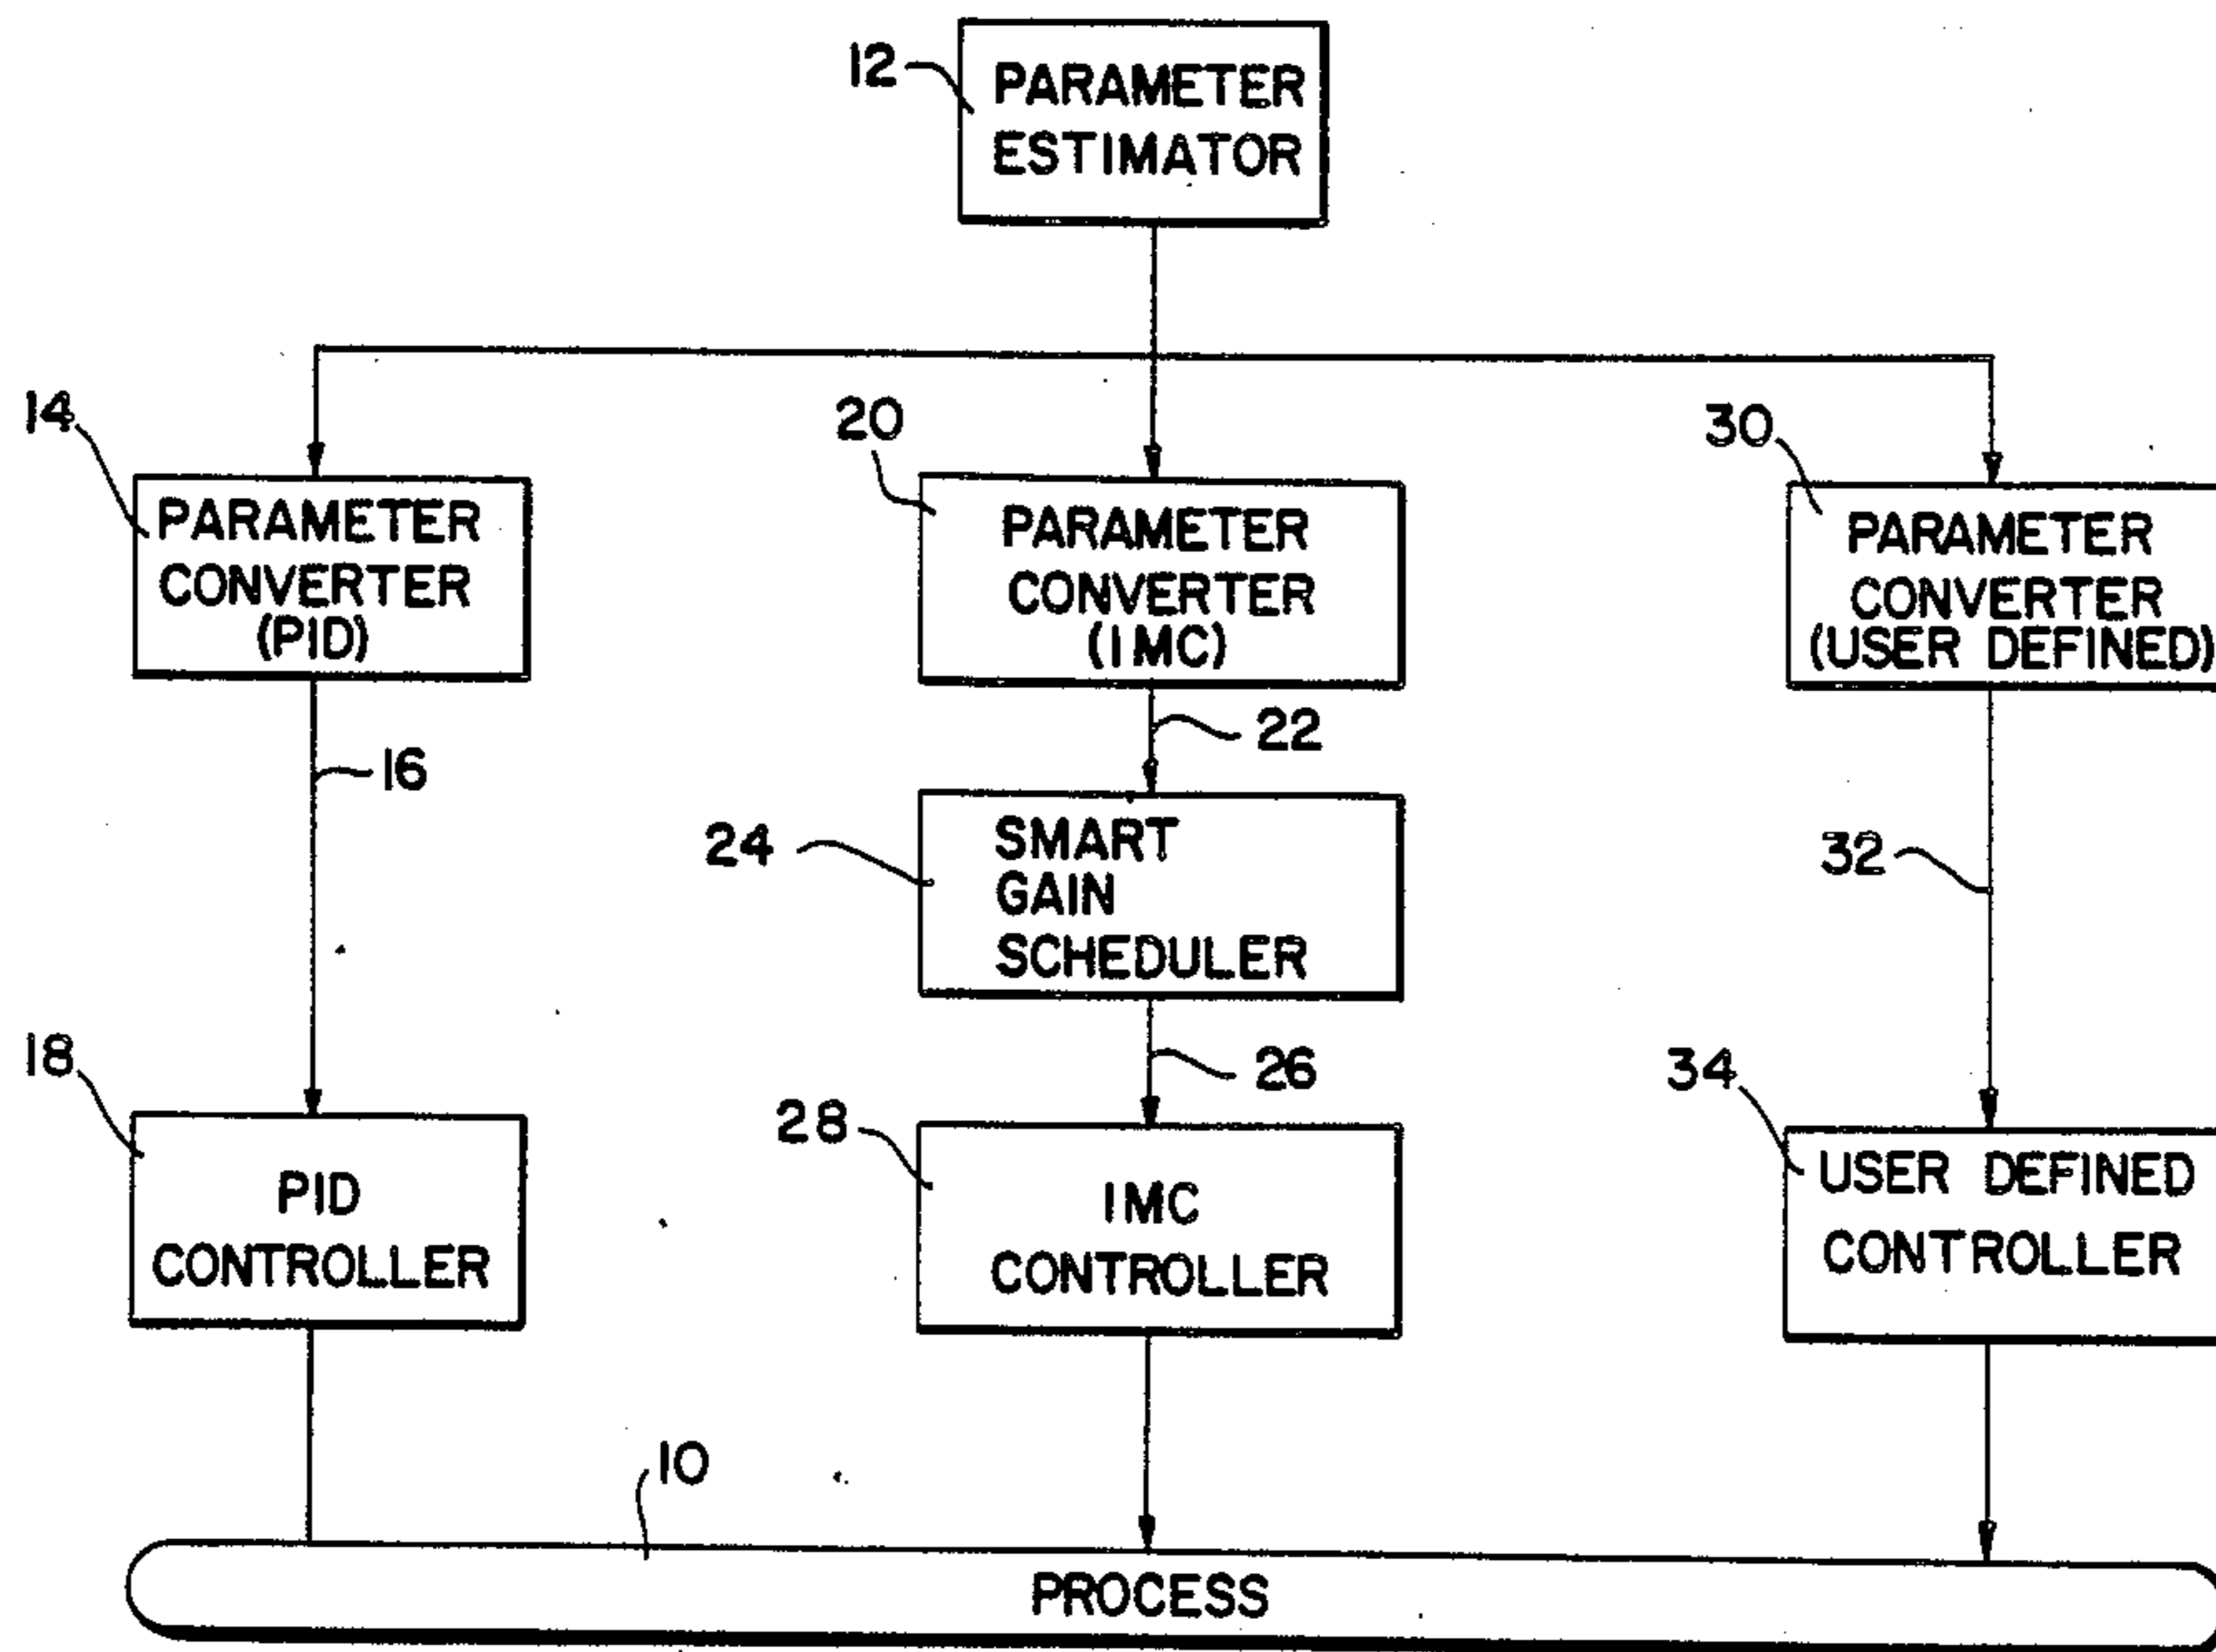 12
PARAMETER
ESTIMATOR
14
PARAMETER
CONVERTER
(PID)
20
PARAMETER
CONVERTER
(IMC)
30
PARAMETER
CONVERTER
(USER DEFINED)
16
22
24
SMART
GAIN
SCHEDULER
32
18
PID
CONTROLLER
26
28
IMC
CONTROLLER
34
USER DEFINED
CONTROLLER
10
PROCESS